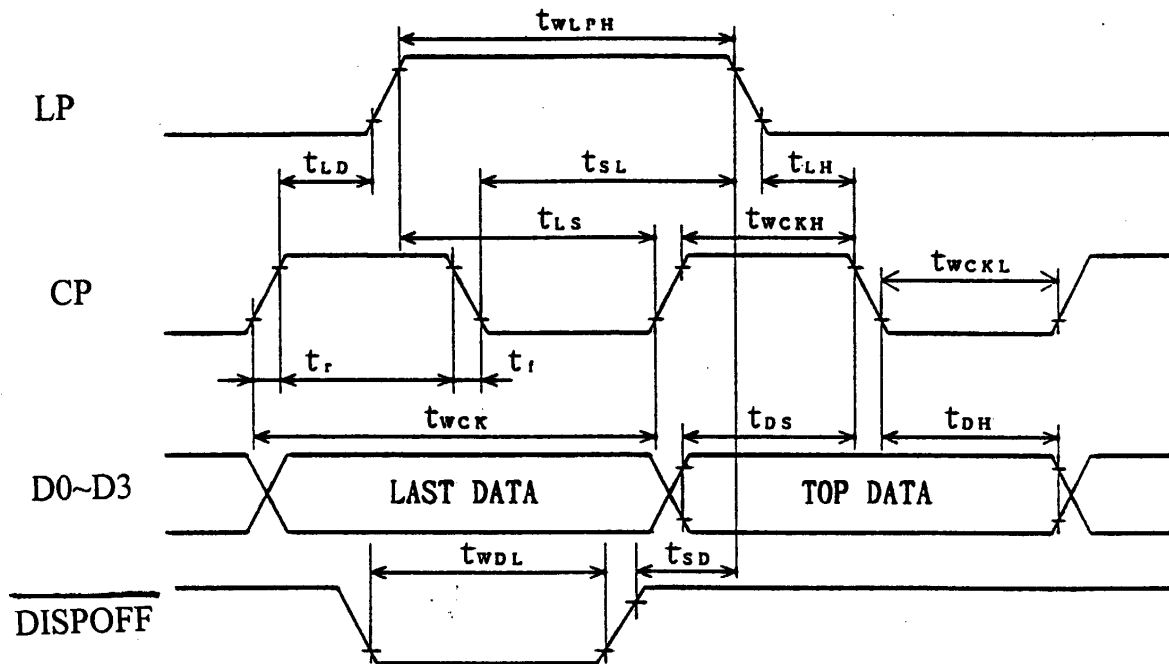 tWLPH
LP
tLD
tSL
tLH
tLS
tWCKH
CP
tWCKL
tr
tf
tWCK
tDS
tDH
D0~D3
LAST DATA
TOP DATA
tWDL
tSD
DISPOFF